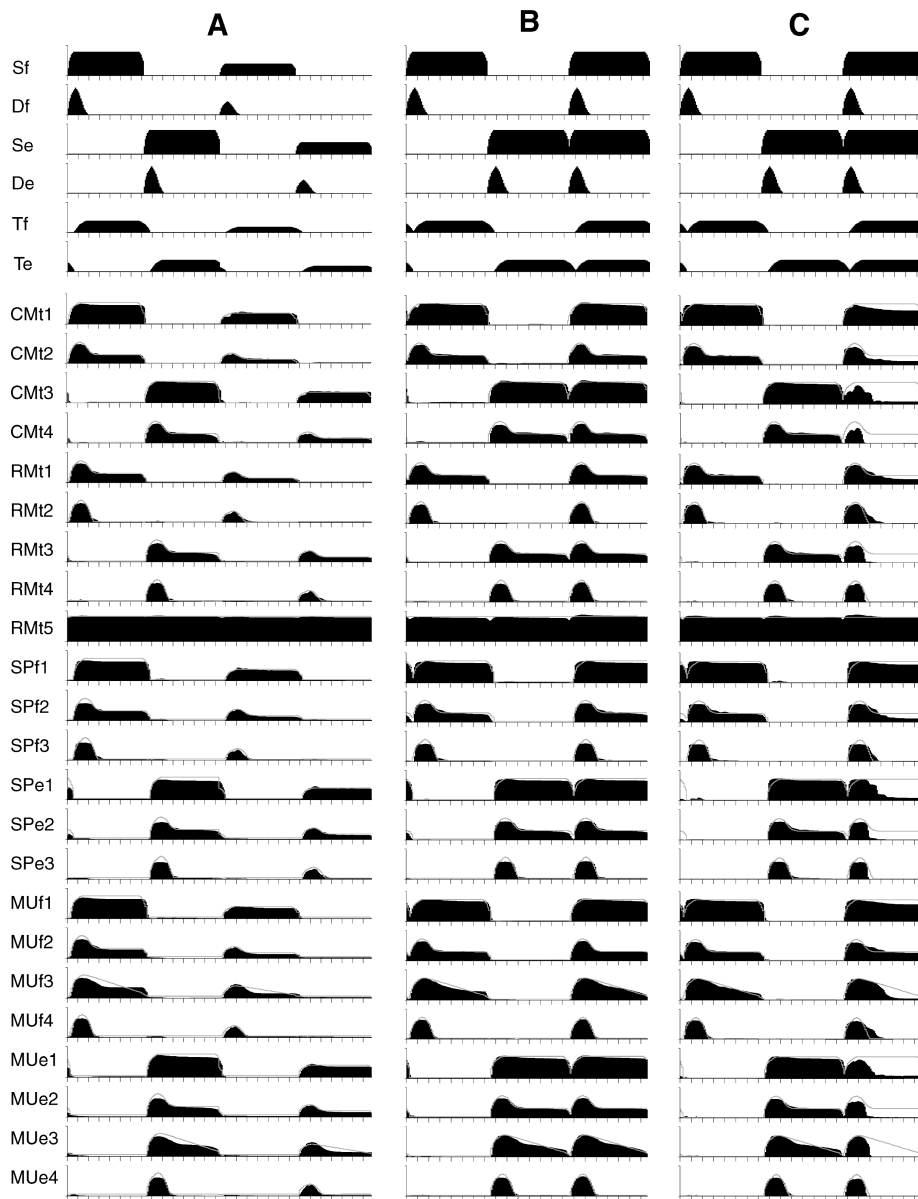 A B C
Sf
Df
Se
De
Tf
Te
CMt1
CMt2
CMt3
CMt4
RMt1
RMt2
RMt3
RMt4
RMt5
SPf1
SPf2
SPf3
SPe1
SPe2
SPe3
MUf1
MUf2
MUf3
MUf4
MUe1
MUe2
MUe3
MUe4